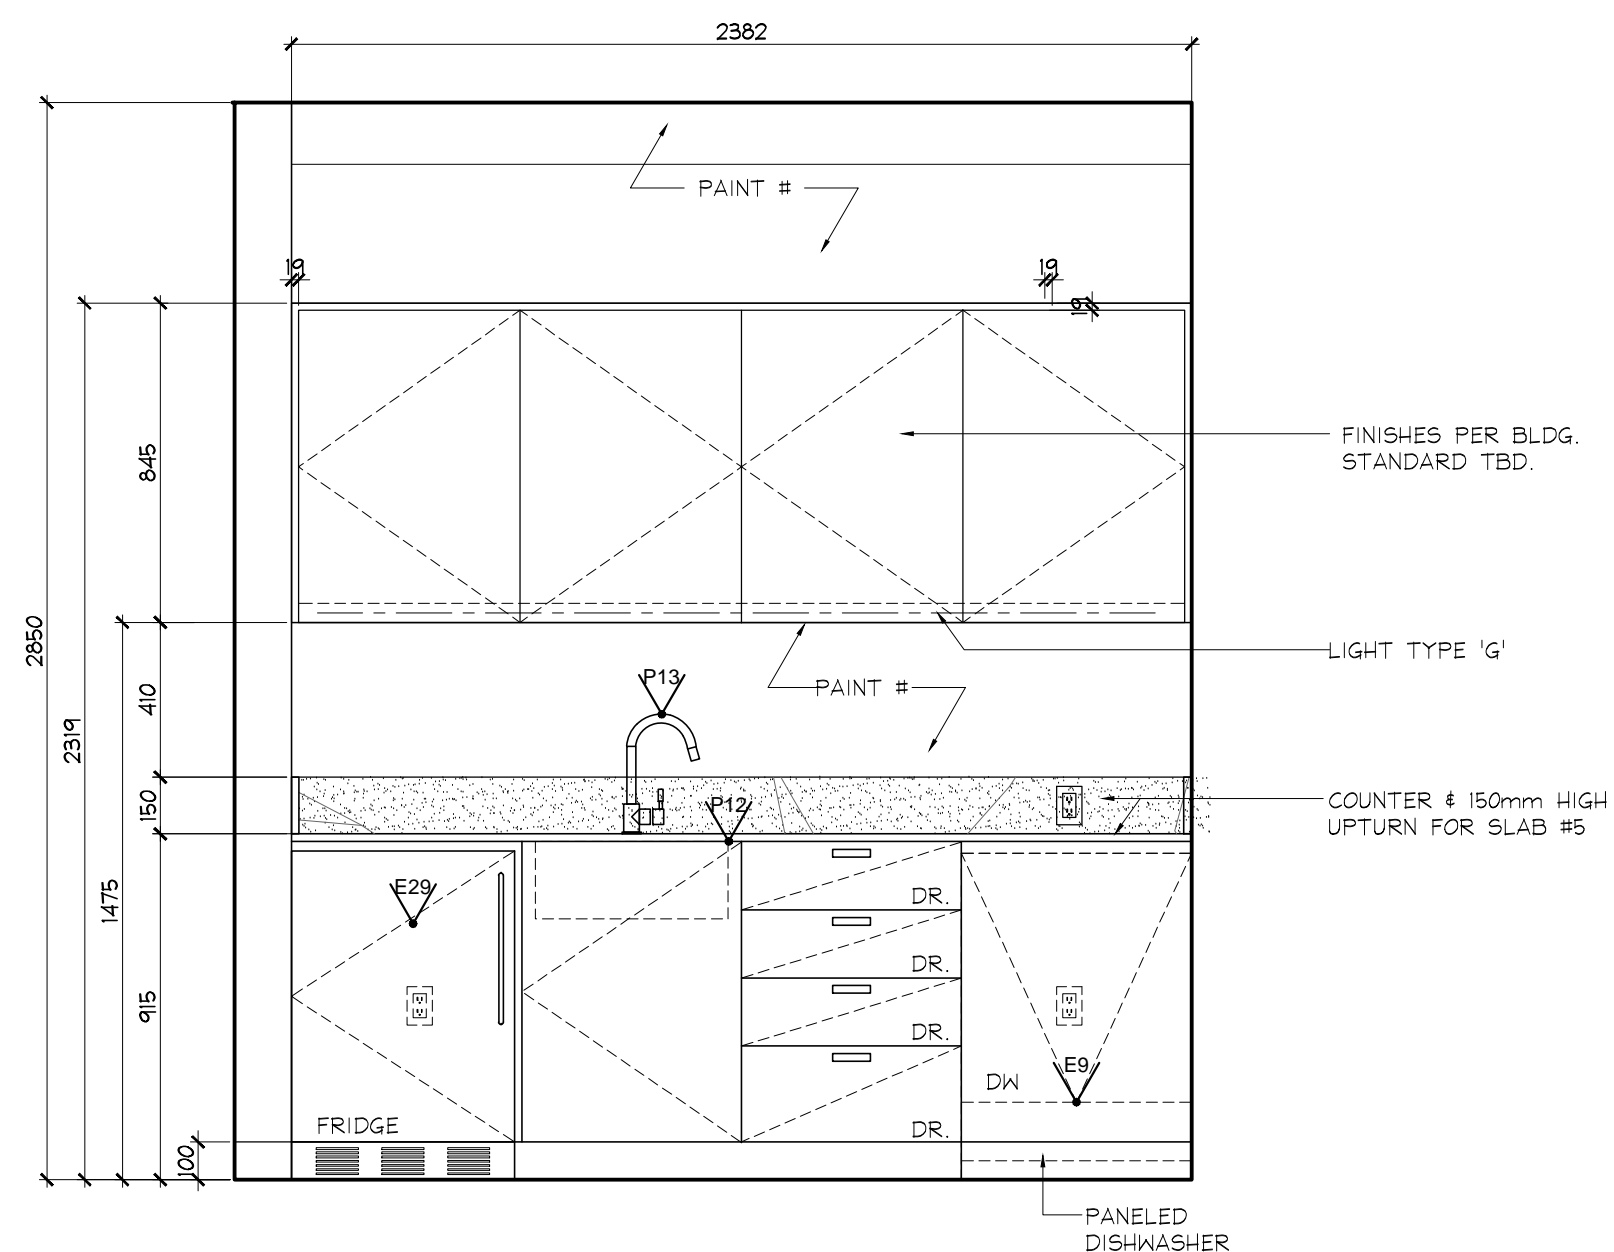 2382
PAINT #
19
19
19
845
FINISHES PER BLDG.
STANDARD TBD.
2850
LIGHT TYPE 'G'
410
P13
PAINT #
2319
150
P12
COUNTER & 150mm HIGH
UPTURN FOR SLAB #5
1475
E29
DR.
DR.
915
DR.
E9
DW
FRIDGE
DR.
100
PANELED
DISHWASHER